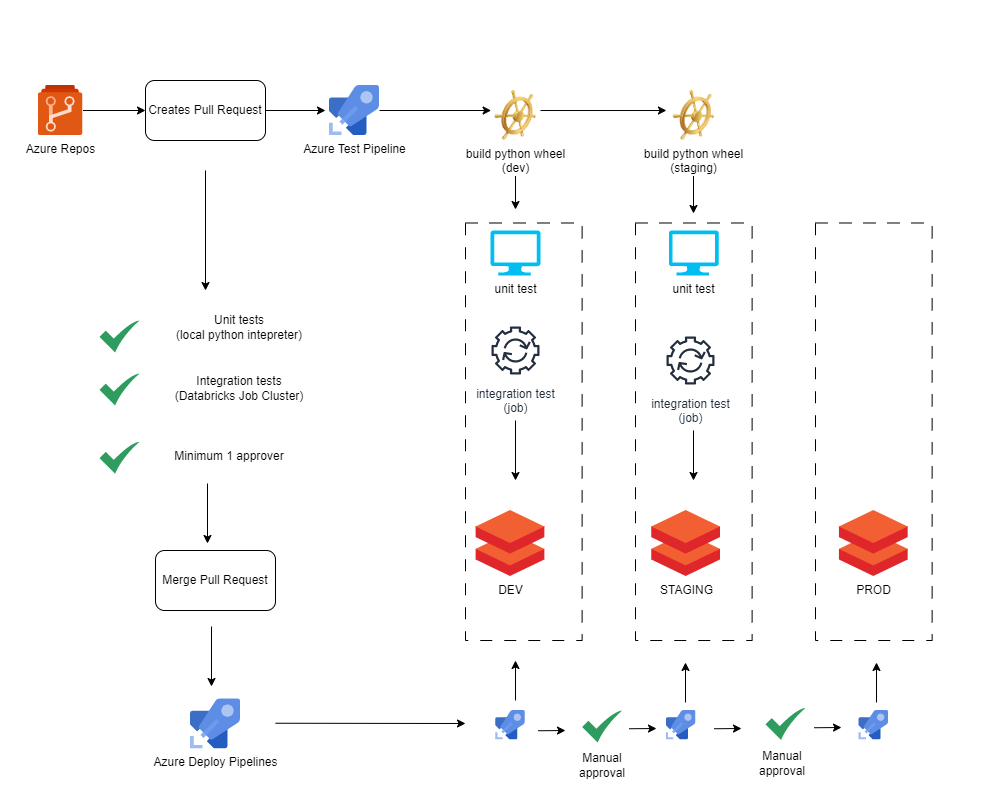 Creates Pull Request
Azure Repos
Azure Test Pipeline
build python wheel
(dev)
build python wheel
(staging)
unit test
unit test
Unit tests
(local python intepreter)
Integration tests
(Databricks Job Cluster)
integration test
(job)
integration test
(job)
Minimum 1 approver
Merge Pull Request
DEV
STAGING
PROD
Azure Deploy Pipelines
Manual
approval
Manual
approval